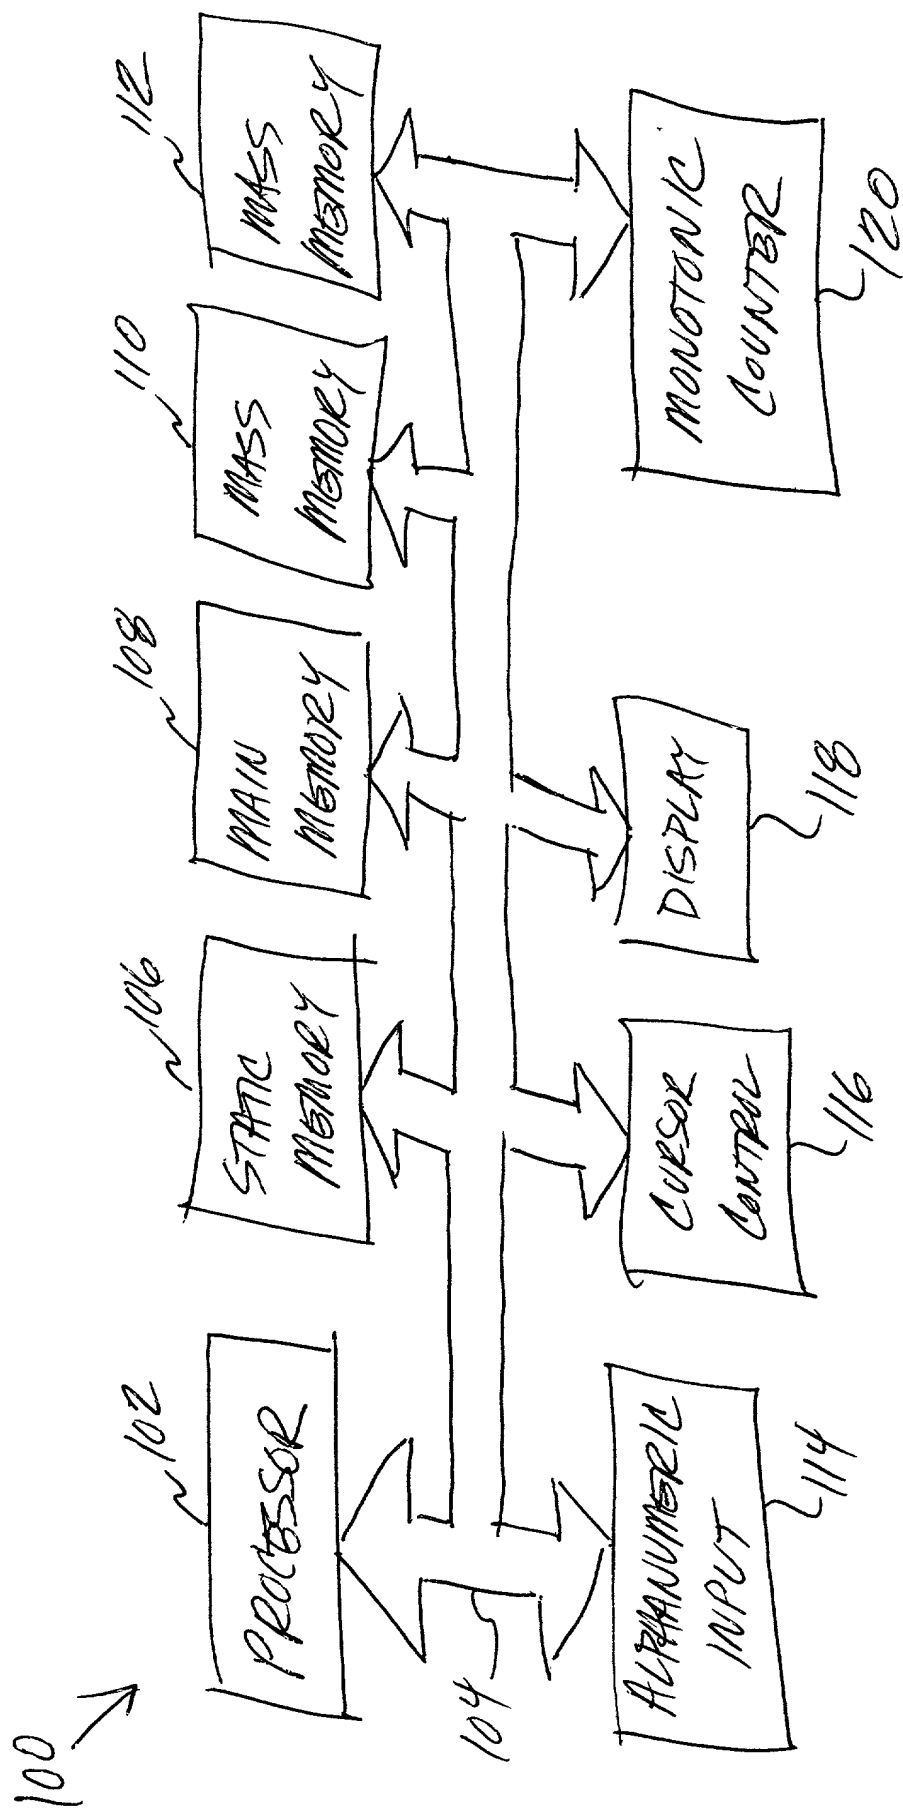 100
102
PROCESSOR
106
STATIC
MEMORY
108
MAIN
MEMORY
110
MASS
MEMORY
112
MASS
MEMORY
104
ALPHANUMERIC
INPUT
114
CURSOR
CONTROL
116
DISPLAY
118
MONOTONIC
COUNTER
120